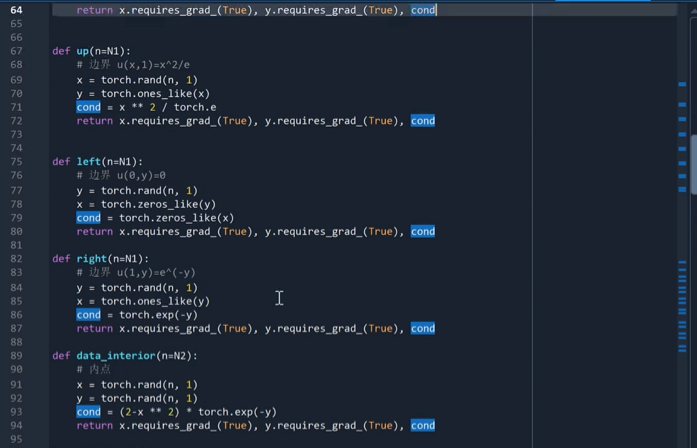 64 return x.requires_grad_(True), y.requires_grad_(True), cond
65
66
67 def up(n=N1):
68 # 边界 u(x,1)=x^2/e
69 x = torch.rand(n, 1)
70 y = torch.ones_like(x)
71 cond = x ** 2 / torch.e
72 return x.requires_grad_(True), y.requires_grad_(True), cond
73
74
75 def left(n=N1):
76 # 边界 u(0,y)=0
77 y = torch.rand(n, 1)
78 x = torch.zeros_like(y)
79 cond = torch.zeros_like(x)
80 return x.requires_grad_(True), y.requires_grad_(True), cond
81
82 def right(n=N1):
83 # 边界 u(1,y)=e^(-y)
84 y = torch.rand(n, 1)
85 x = torch.ones_like(y)
86 cond = torch.exp(-y)
87 return x.requires_grad_(True), y.requires_grad_(True), cond
88
89 def data_interior(n=N2):
90 # 内点
91 x = torch.rand(n, 1)
92 y = torch.rand(n, 1)
93 cond = (2-x ** 2) * torch.exp(-y)
94 return x.requires_grad_(True), y.requires_grad_(True), cond
95